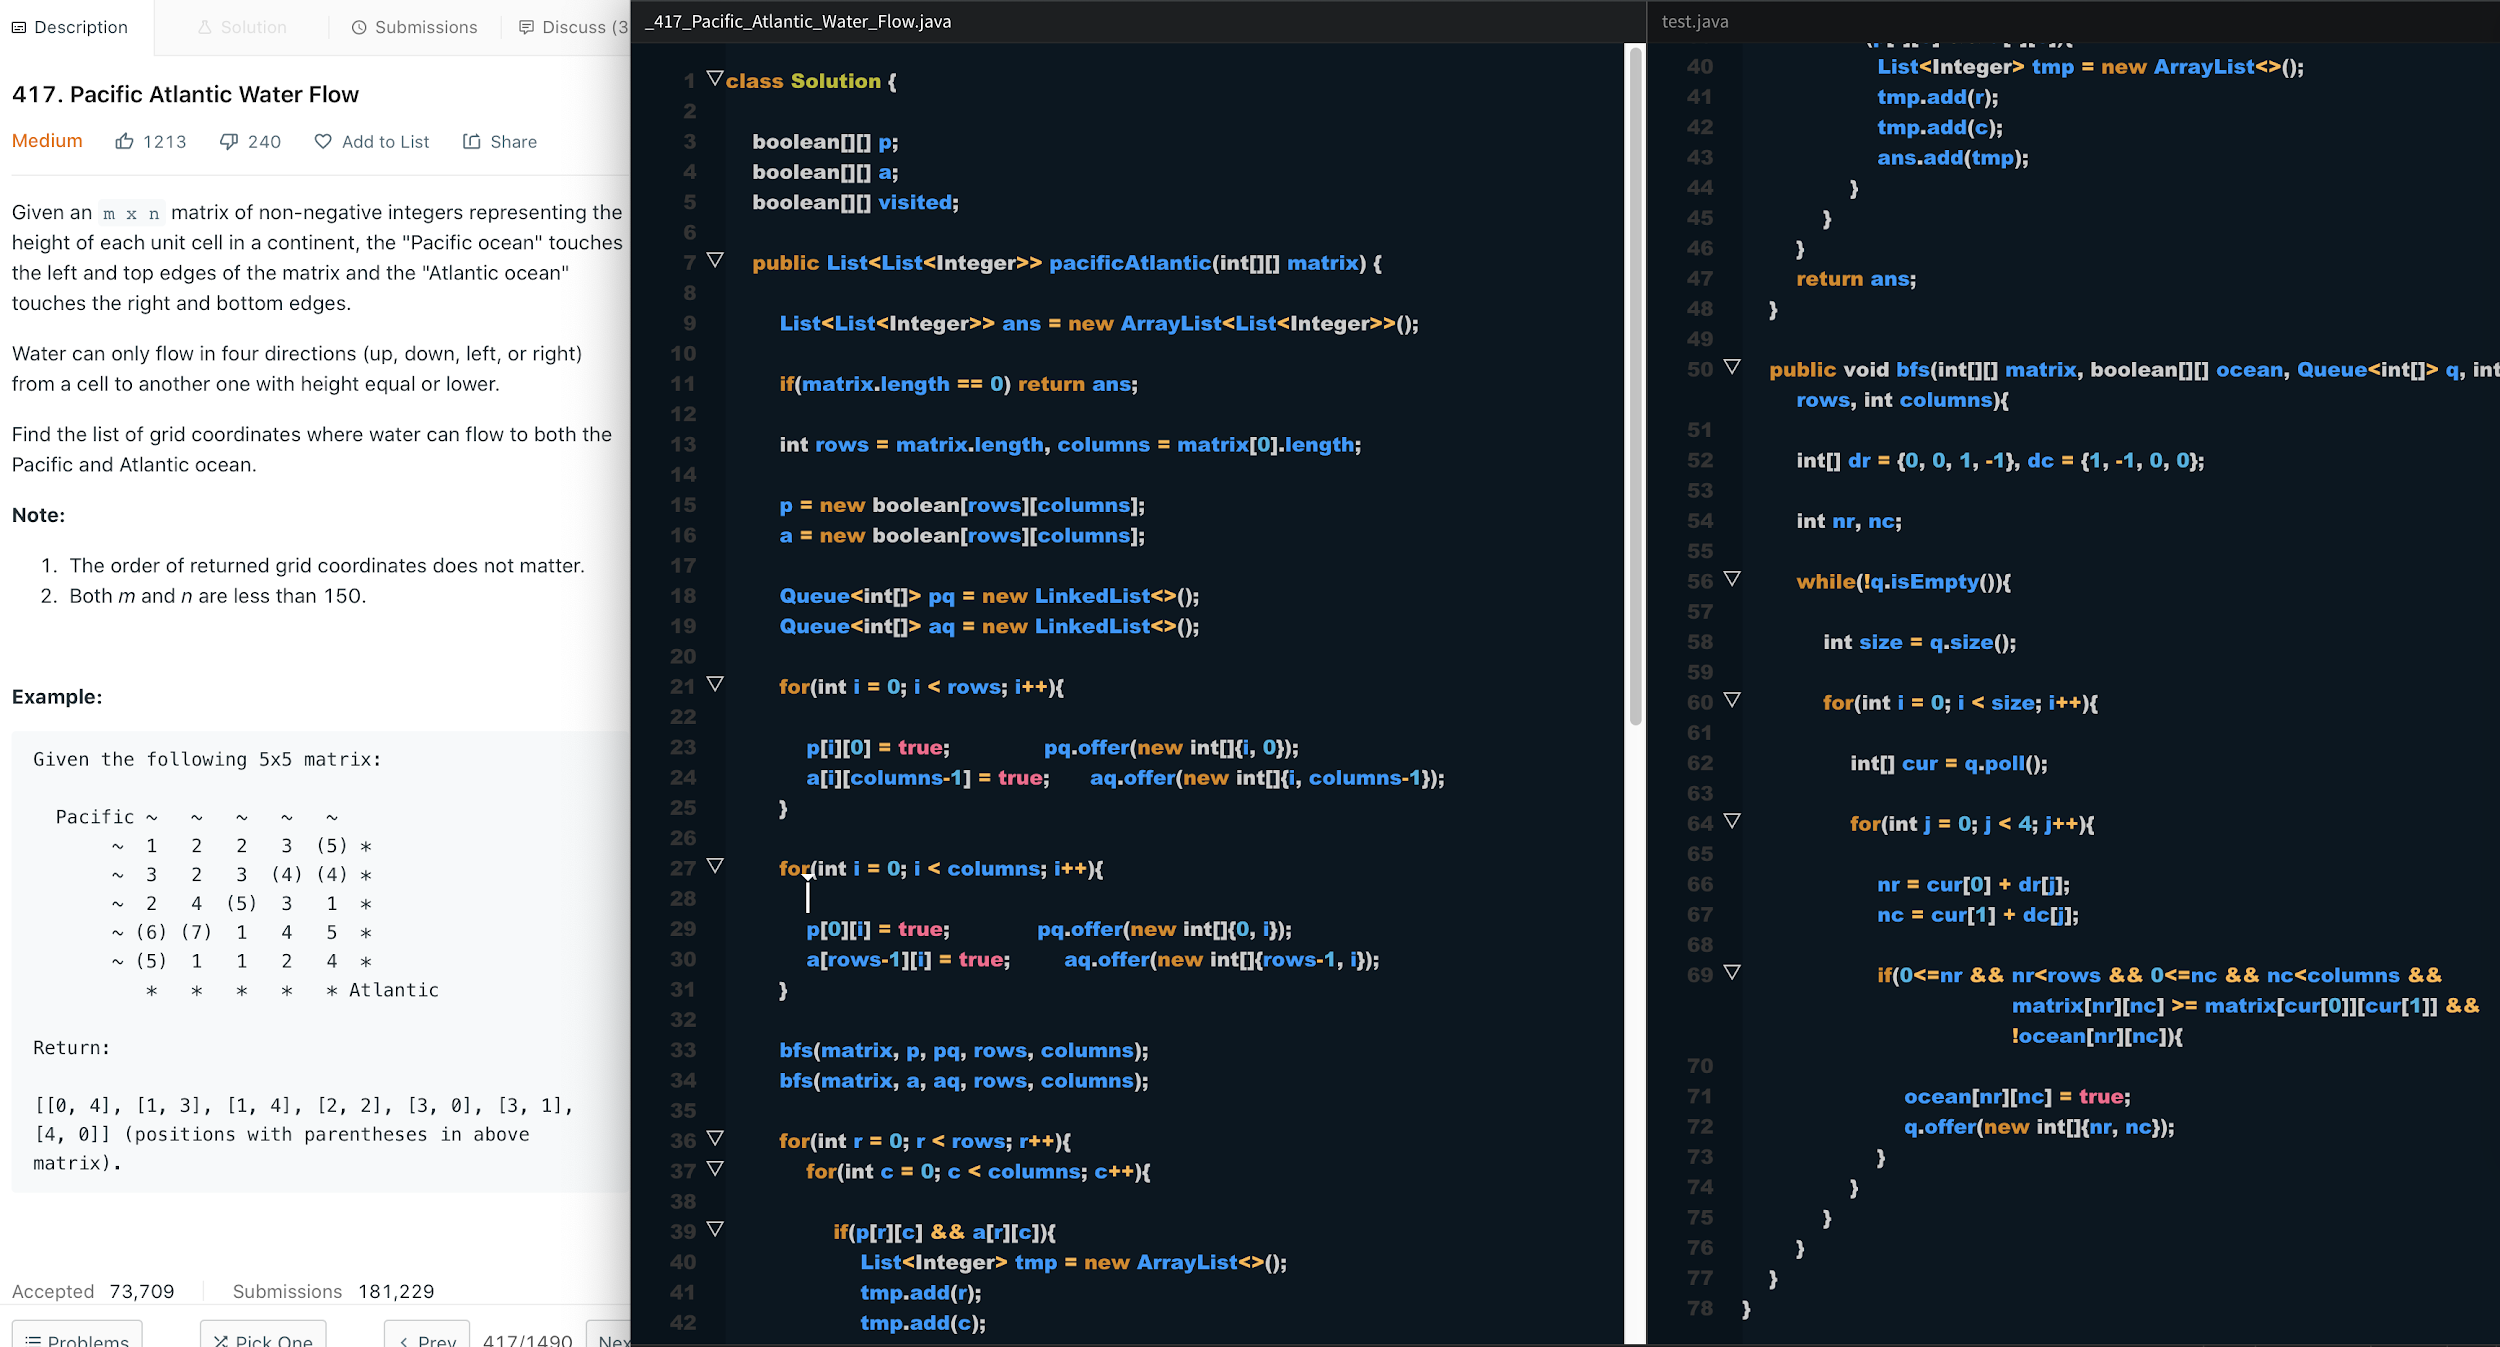 Description
Solution
Submissions
Discuss (3
417. Pacific Atlantic Water Flow
Medium 1213 240 Add to List Share
Given an m x n matrix of non-negative integers representing the
height of each unit cell in a continent, the "Pacific ocean" touches
the left and top edges of the matrix and the "Atlantic ocean"
touches the right and bottom edges.
Water can only flow in four directions (up, down, left, or right)
from a cell to another one with height equal or lower.
Find the list of grid coordinates where water can flow to both the
Pacific and Atlantic ocean.
Note:
1. The order of returned grid coordinates does not matter.
2. Both m and n are less than 150.
Example:
Given the following 5x5 matrix:
Pacific ~ ~ ~ ~ ~
~ 1 2 2 3 (5) *
~ 3 2 3 (4) (4) *
~ 2 4 (5) 3 1 *
~ (6) (7) 1 4 5 *
~ (5) 1 1 2 4 *
* * * * * Atlantic
Return:
[[0, 4], [1, 3], [1, 4], [2, 2], [3, 0], [3, 1],
[4, 0]] (positions with parentheses in above
matrix).
Accepted 73,709 Submissions 181,229
Problems Pick One < Prev 417/1490 Nex
_417_Pacific_Atlantic_Water_Flow.java
1 class Solution {
2
3 boolean[][] p;
4 boolean[][] a;
5 boolean[][] visited;
6
7 public List<List<Integer>> pacificAtlantic(int[][] matrix) {
8
9 List<List<Integer>> ans = new ArrayList<List<Integer>>();
10
11 if(matrix.length == 0) return ans;
12
13 int rows = matrix.length, columns = matrix[0].length;
14
15 p = new boolean[rows][columns];
16 a = new boolean[rows][columns];
17
18 Queue<int[]> pq = new LinkedList<>();
19 Queue<int[]> aq = new LinkedList<>();
20
21 for(int i = 0; i < rows; i++){
22
23 p[i][0] = true; pq.offer(new int[]{i, 0});
24 a[i][columns-1] = true; aq.offer(new int[]{i, columns-1});
25 }
26
27 for(int i = 0; i < columns; i++){
28
29 p[0][i] = true; pq.offer(new int[]{0, i});
30 a[rows-1][i] = true; aq.offer(new int[]{rows-1, i});
31 }
32
33 bfs(matrix, p, pq, rows, columns);
34 bfs(matrix, a, aq, rows, columns);
35
36 for(int r = 0; r < rows; r++){
37 for(int c = 0; c < columns; c++){
38
39 if(p[r][c] && a[r][c]){
40 List<Integer> tmp = new ArrayList<>();
41 tmp.add(r);
42 tmp.add(c);
test.java
40 List<Integer> tmp = new ArrayList<>();
41 tmp.add(r);
42 tmp.add(c);
43 ans.add(tmp);
44 }
45 }
46 }
47 return ans;
48 }
49
50 public void bfs(int[][] matrix, boolean[][] ocean, Queue<int[]> q, int
rows, int columns){
51
52 int[] dr = {0, 0, 1, -1}, dc = {1, -1, 0, 0};
53
54 int nr, nc;
55
56 while(!q.isEmpty()){
57
58 int size = q.size();
59
60 for(int i = 0; i < size; i++){
61
62 int[] cur = q.poll();
63
64 for(int j = 0; j < 4; j++){
65
66 nr = cur[0] + dr[j];
67 nc = cur[1] + dc[j];
68
69 if(0<=nr && nr<rows && 0<=nc && nc<columns &&
matrix[nr][nc] >= matrix[cur[0]][cur[1]] &&
!ocean[nr][nc]){
70
71 ocean[nr][nc] = true;
72 q.offer(new int[]{nr, nc});
73 }
74 }
75 }
76 }
77 }
78 }